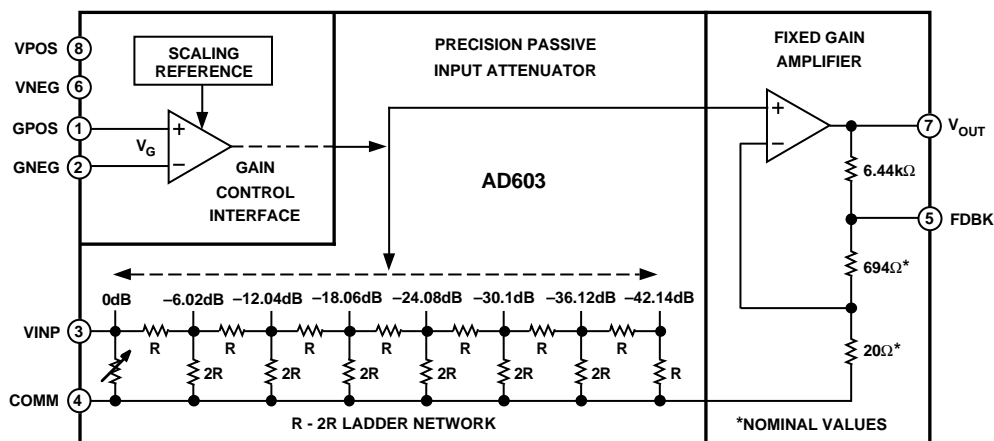 VPOS 8
VNEG 6
GPOS 1
GNEG 2
SCALING
REFERENCE
+
VG
−
GAIN
CONTROL
INTERFACE
PRECISION PASSIVE
INPUT ATTENUATOR
AD603
FIXED GAIN
AMPLIFIER
+
−
7 VOUT
6.44kΩ
5 FDBK
694Ω*
20Ω*
0dB −6.02dB −12.04dB −18.06dB −24.08dB −30.1dB −36.12dB −42.14dB
VINP 3
R R R R R R R
2R 2R 2R 2R 2R 2R R
COMM 4
R - 2R LADDER NETWORK
*NOMINAL VALUES